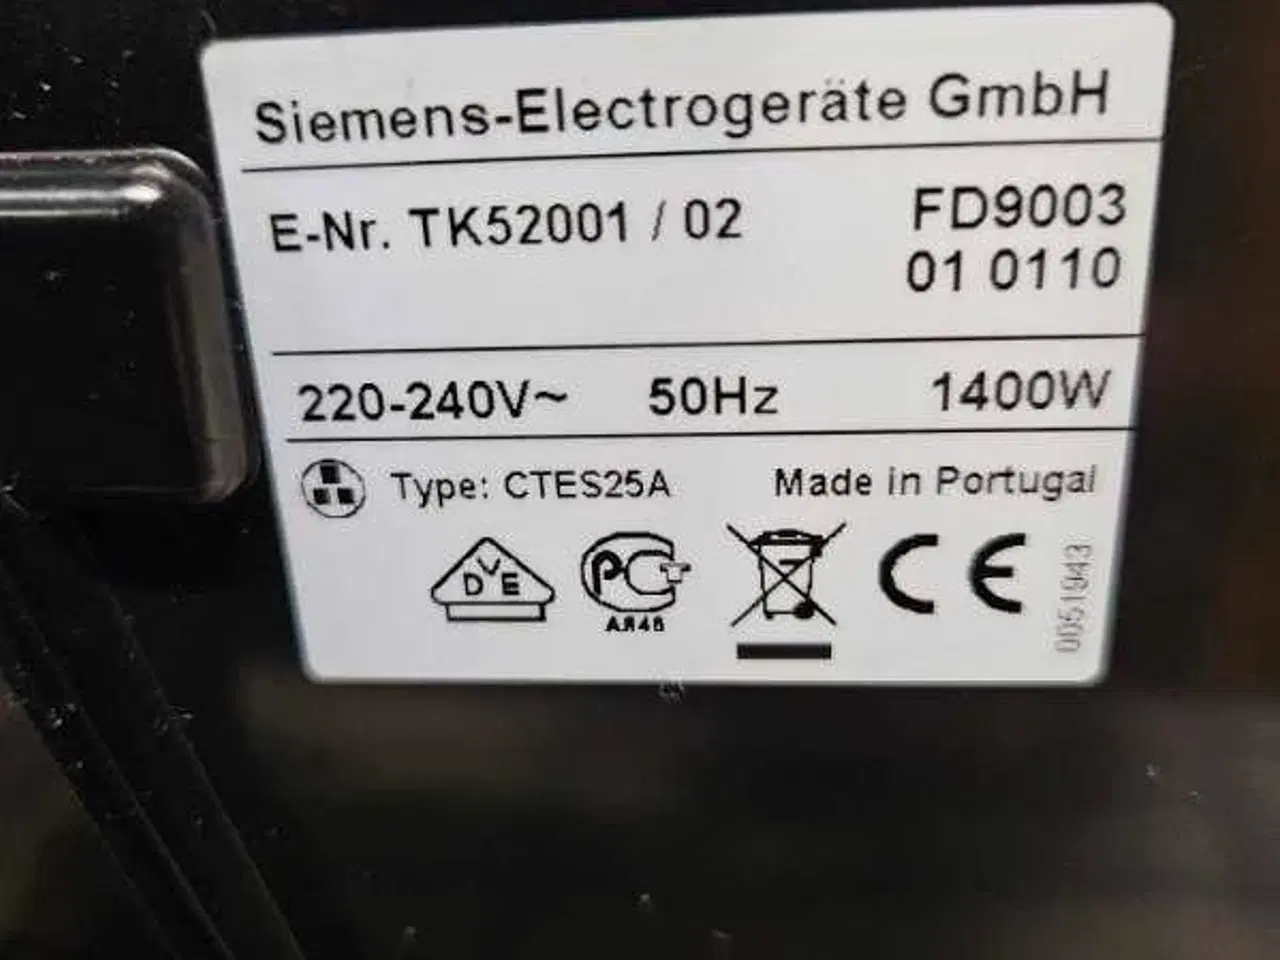 Siemens-Electrogeräte GmbH
E-Nr. TK52001 / 02 FD9003
01 0110
220-240V~ 50Hz 1400W
Type: CTES25A Made in Portugal
DVE
PCT
АЯ46
CE
0051943